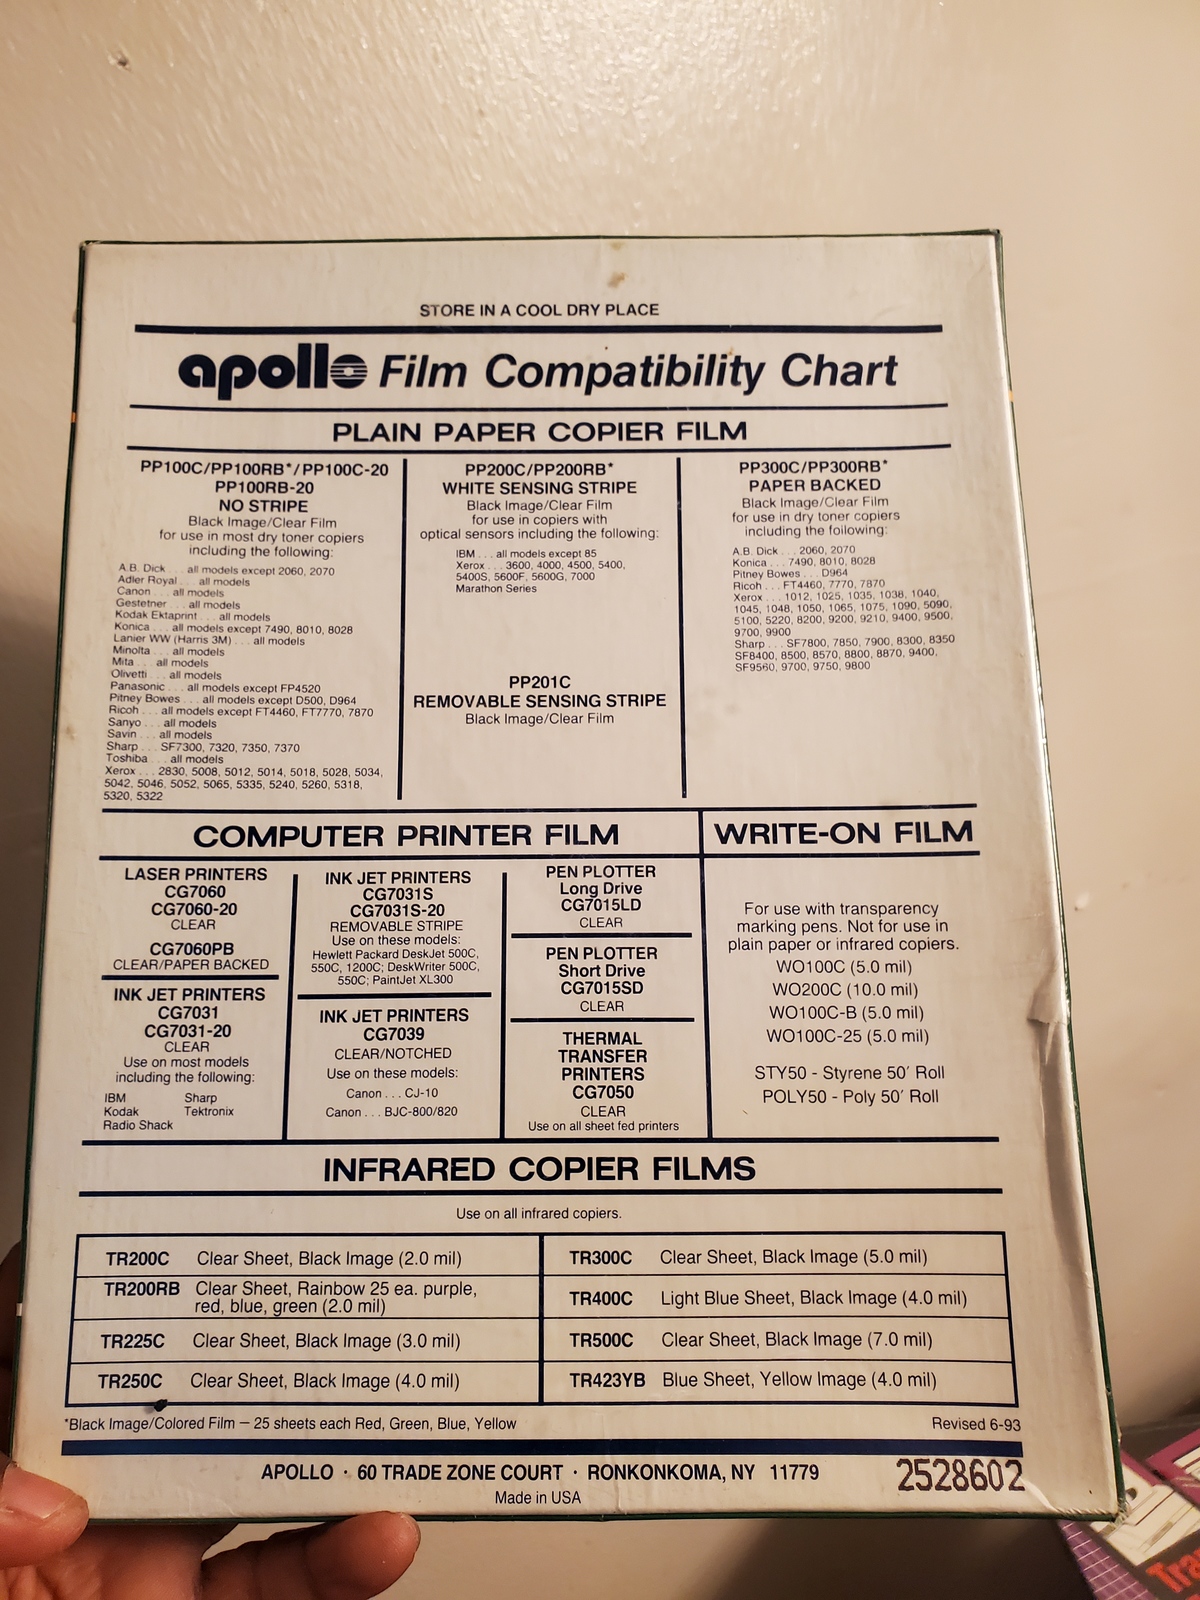 STORE IN A COOL DRY PLACE
apollo Film Compatibility Chart
PLAIN PAPER COPIER FILM
PP100C/PP100RB*/PP100C-20
PP100RB-20
NO STRIPE
Black Image/Clear Film
for use in most dry toner copiers
including the following:
A.B. Dick . . . all models except 2060, 2070
Adler Royal . . . all models
Canon . . . all models
Gestetner . . . all models
Kodak Ektaprint . . . all models
Konica . . . all models except 7490, 8010, 8028
Lanier WW (Harris 3M) . . . all models
Minolta . . . all models
Mita . . . all models
Olivetti . . . all models
Panasonic . . . all models except FP4520
Pitney Bowes . . . all models except D500, D964
Ricoh . . . all models except FT4460, FT7770, 7870
Sanyo . . . all models
Savin . . . all models
Sharp . . . SF7300, 7320, 7350, 7370
Toshiba . . . all models
Xerox . . . 2830, 5008, 5012, 5014, 5018, 5028, 5034,
5042, 5046, 5052, 5065, 5335, 5240, 5260, 5318,
5320, 5322
PP200C/PP200RB*
WHITE SENSING STRIPE
Black Image/Clear Film
for use in copiers with
optical sensors including the following:
IBM . . . all models except 85
Xerox . . . 3600, 4000, 4500, 5400,
5400S, 5600F, 5600G, 7000
Marathon Series
PP201C
REMOVABLE SENSING STRIPE
Black Image/Clear Film
PP300C/PP300RB*
PAPER BACKED
Black Image/Clear Film
for use in dry toner copiers
including the following:
A.B. Dick . . . 2060, 2070
Konica . . . 7490, 8010, 8028
Pitney Bowes . . . D964
Ricoh . . . FT4460, 7770, 7870
Xerox . . . 1012, 1025, 1035, 1038, 1040,
1045, 1048, 1050, 1065, 1075, 1090, 5090,
5100, 5220, 8200, 9200, 9210, 9400, 9500,
9700, 9900
Sharp . . . SF7800, 7850, 7900, 8300, 8350
SF8400, 8500, 8570, 8800, 8870, 9400,
SF9560, 9700, 9750, 9800
COMPUTER PRINTER FILM
LASER PRINTERS
CG7060
CG7060-20
CLEAR
CG7060PB
CLEAR/PAPER BACKED
INK JET PRINTERS
CG7031
CG7031-20
CLEAR
Use on most models
including the following:
IBM Sharp
Kodak Tektronix
Radio Shack
INK JET PRINTERS
CG7031S
CG7031S-20
REMOVABLE STRIPE
Use on these models:
Hewlett Packard DeskJet 500C,
550C, 1200C; DeskWriter 500C,
550C; PaintJet XL300
INK JET PRINTERS
CG7039
CLEAR/NOTCHED
Use on these models:
Canon . . . CJ-10
Canon . . . BJC-800/820
PEN PLOTTER
Long Drive
CG7015LD
CLEAR
PEN PLOTTER
Short Drive
CG7015SD
CLEAR
THERMAL
TRANSFER
PRINTERS
CG7050
CLEAR
Use on all sheet fed printers
WRITE-ON FILM
For use with transparency
marking pens. Not for use in
plain paper or infrared copiers.
WO100C (5.0 mil)
WO200C (10.0 mil)
WO100C-B (5.0 mil)
WO100C-25 (5.0 mil)
STY50 - Styrene 50′ Roll
POLY50 - Poly 50′ Roll
INFRARED COPIER FILMS
Use on all infrared copiers.
TR200C Clear Sheet, Black Image (2.0 mil)
TR200RB Clear Sheet, Rainbow 25 ea. purple,
red, blue, green (2.0 mil)
TR225C Clear Sheet, Black Image (3.0 mil)
TR250C Clear Sheet, Black Image (4.0 mil)
TR300C Clear Sheet, Black Image (5.0 mil)
TR400C Light Blue Sheet, Black Image (4.0 mil)
TR500C Clear Sheet, Black Image (7.0 mil)
TR423YB Blue Sheet, Yellow Image (4.0 mil)
*Black Image/Colored Film – 25 sheets each Red, Green, Blue, Yellow
Revised 6-93
APOLLO · 60 TRADE ZONE COURT · RONKONKOMA, NY 11779
2528602
Made in USA